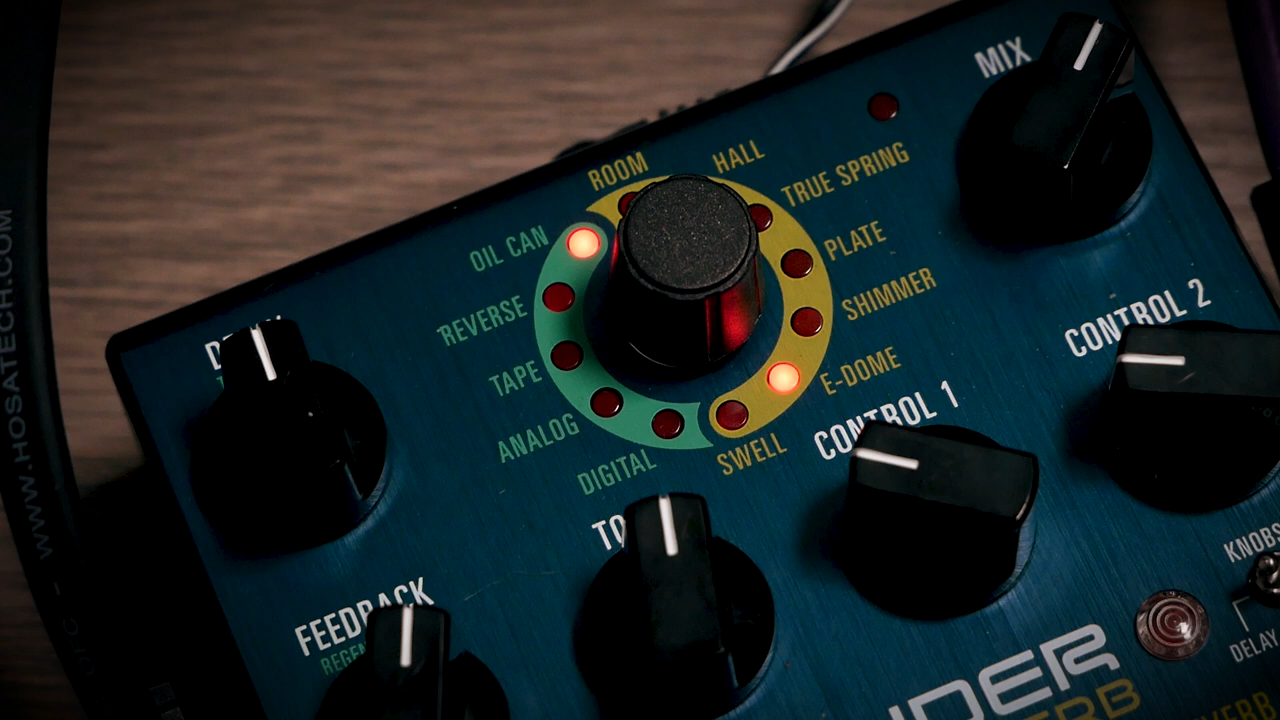 MIX
HALL
ROOM
TRUE SPRING
OIL CAN
PLATE
REVERSE
SHIMMER
CONTROL 2
TAPE
E-DOME
ANALOG
CONTROL 1
DIGITAL
SWELL
FEEDBACK
KNOBS
DELAY
WWW.HOSATECH.COM